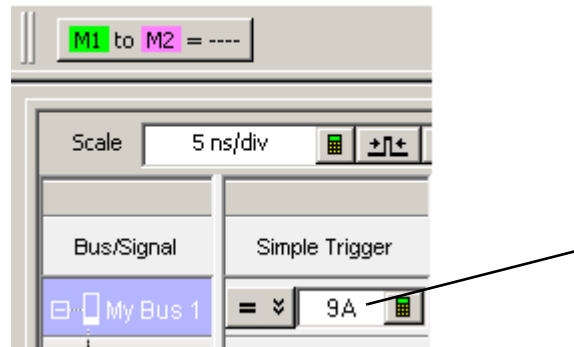 M1 to M2 = ----
Scale 5 ns/div
Bus/Signal Simple Trigger
My Bus 1 = 9A